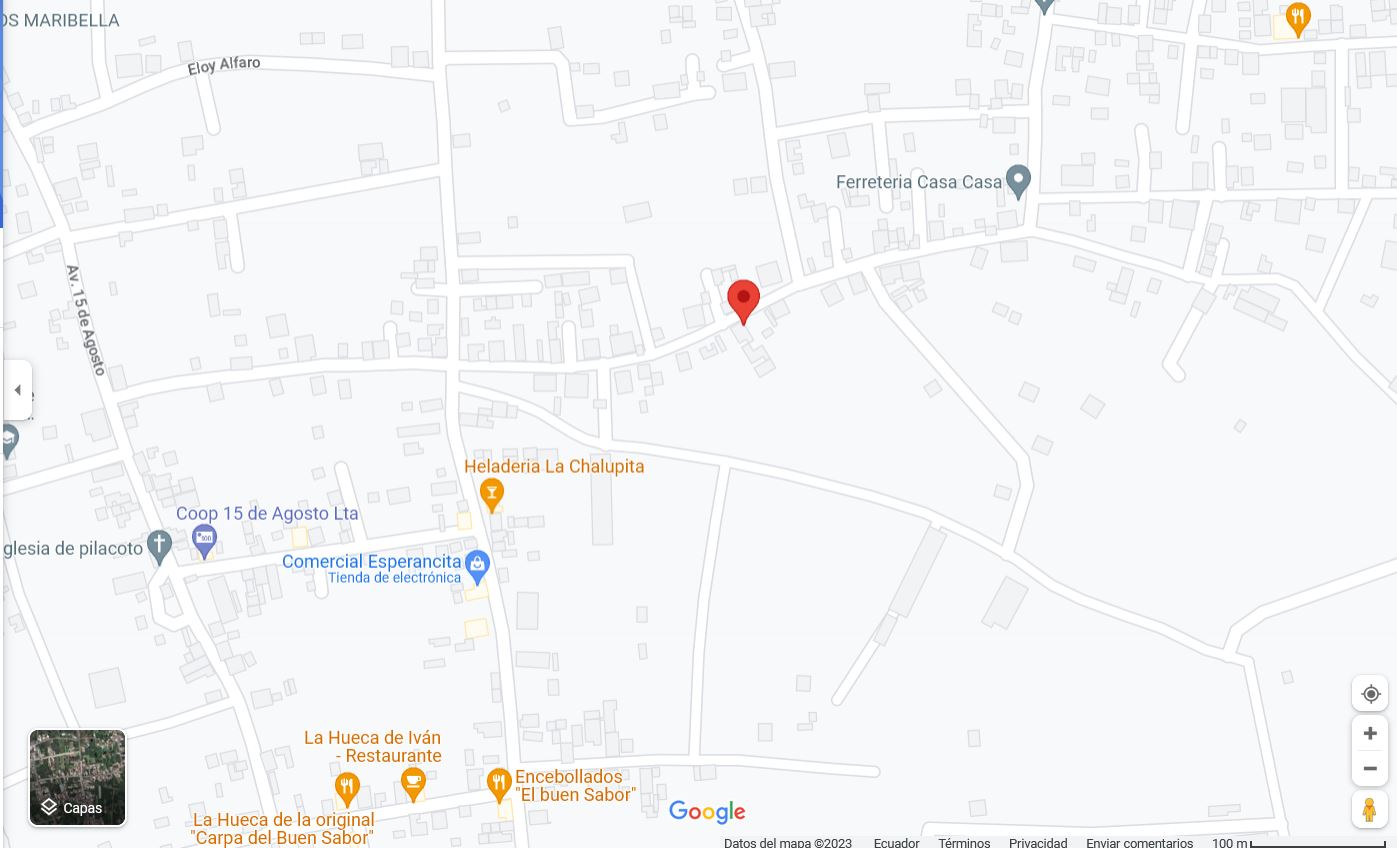 OS MARIBELLA
Eloy Alfaro
Ferreteria Casa Casa
Av. 15 de Agosto
e
..
Heladeria La Chalupita
Coop 15 de Agosto Lta
glesia de pilacoto
Comercial Esperancita
Tienda de electrónica
La Hueca de Iván
- Restaurante
Encebollados
"El buen Sabor"
La Hueca de la original
"Carpa del Buen Sabor"
Capas
Google
Datos del mapa ©2023 Ecuador Términos Privacidad Enviar comentarios 100 m